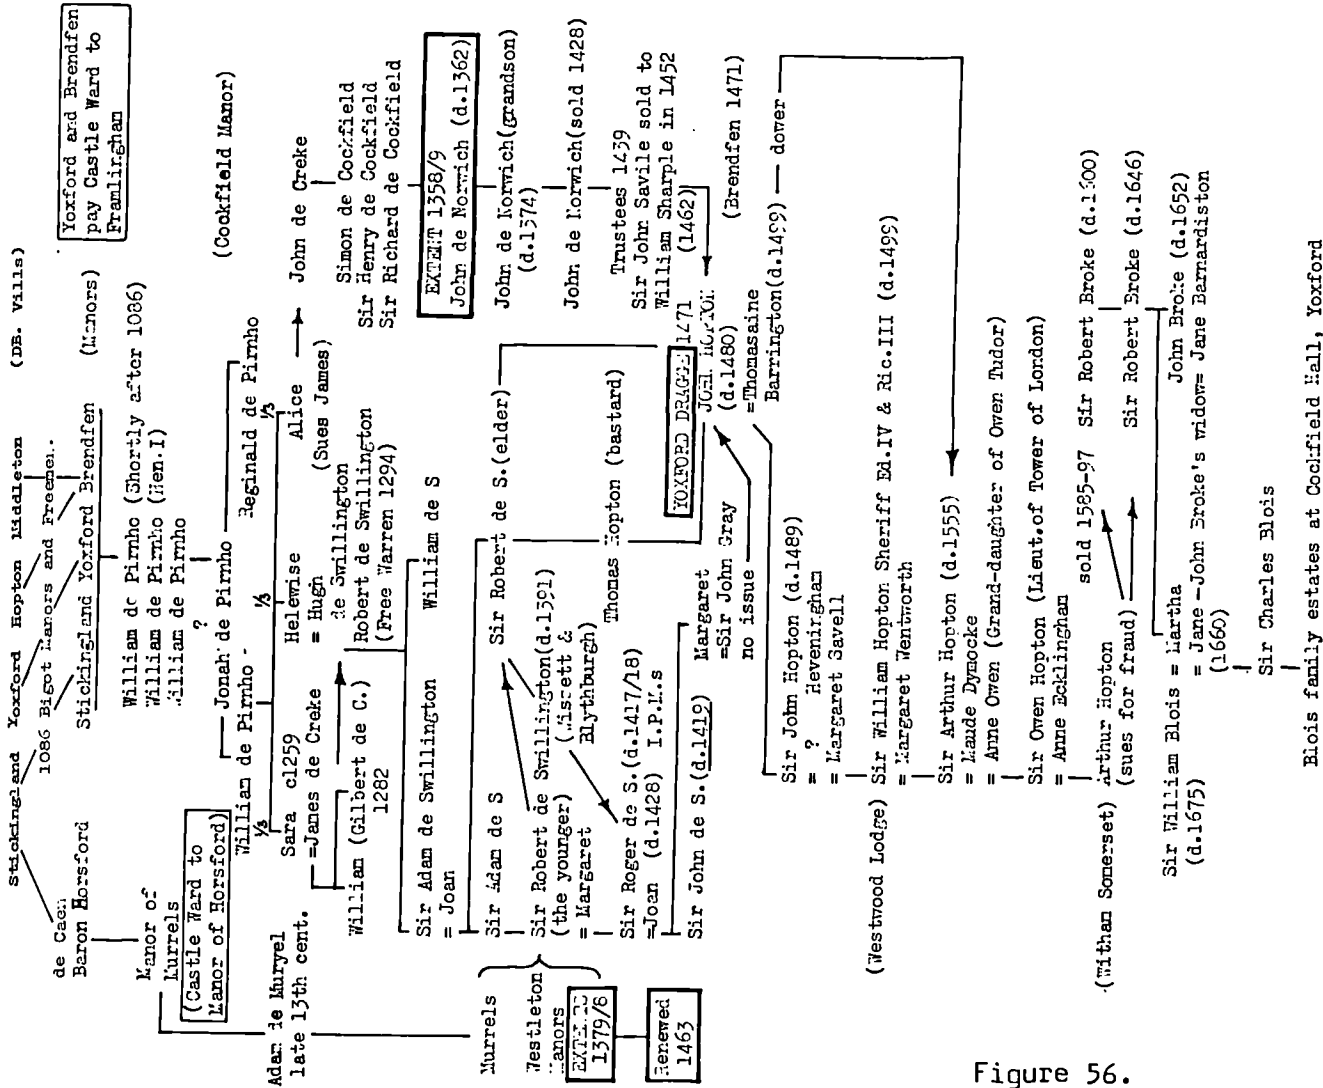 Stickingland Yoxford Hopton Middleton (DB. Vills)
1086 Bigot Manors and Freemen.
Stickingland Yoxford Brendfen (Manors)
Yoxford and Brendfen
pay Castle Ward to
Framlingham
de Caen
Baron Horsford
Manor of
Murrels
(Castle Ward to
Manor of Horsford)
Adam de Muryel
late 13th cent.
William de Pirnho (Shortly after 1086)
William de Pirnho (Hen.I)
William de Pirnho
?
Jonah de Pirnho
William de Pirnho
Reginald de Pirnho
(Cockfield Manor)
1/3
1/3
1/3
Sara c1259
=James de Creke
Helewise
= Hugh
de Swillington
Alice
(Sues James)
John de Creke
William (Gilbert de C.)
1282
Robert de Swillington
(Free Warren 1294)
Simon de Cockfield
Sir Henry de Cockfield
Sir Richard de Cockfield
Sir Adam de Swillington
= Joan
William de S
EXTENT 1358/9
John de Norwich (d.1362)
Sir Adam de S
Sir Robert de S.(elder)
John de Norwich(grandson)
(d.1374)
Murrels
Westleton
Manors
1379/8
Renewed
1463
Sir Robert de Swillington(d.1391)
(the younger)
= Margaret
&
Blythburgh)
John de Norwich(sold 1428)
Sir Roger de S.(d.1417/18)
=Joan (d.1428) I.P.M.s
Thomas Hopton (bastard)
Trustees 1439
Sir John Savile sold to
William Sharple in 1452
(1462)
Sir John de S.(d.1419)
Margaret
=Sir John Gray
no issue
YOXFORD DRAGGE 1471
JOHN HOPTON
(d.1480)
=Thomasaine
Barrington(d.1499) dower
(Brendfen 1471)
Sir John Hopton (d.1489)
= ? Heveningham
= Margaret Savell
(Westwood Lodge)
Sir William Hopton Sheriff Ed.IV & Ric.III (d.1499)
= Margaret Wentworth
Sir Arthur Hopton (d.1555)
= Maude Dymocke
= Anne Owen (Grand-daughter of Owen Tudor)
Sir Owen Hopton (Lieut.of Tower of London)
= Anne Ecklingham
sold 1585-97
(Witham Somerset)
Arthur Hopton
(sues for fraud)
Sir Robert Broke (d.1600)
Sir Robert Broke (d.1646)
Sir William Blois = Martha
(d.1675)
John Broke (d.1652)
= Jane -John Broke's widow= Jane Barnardiston
(1660)
Sir Charles Blois
Blois family estates at Cockfield Hall, Yoxford
Figure 56.